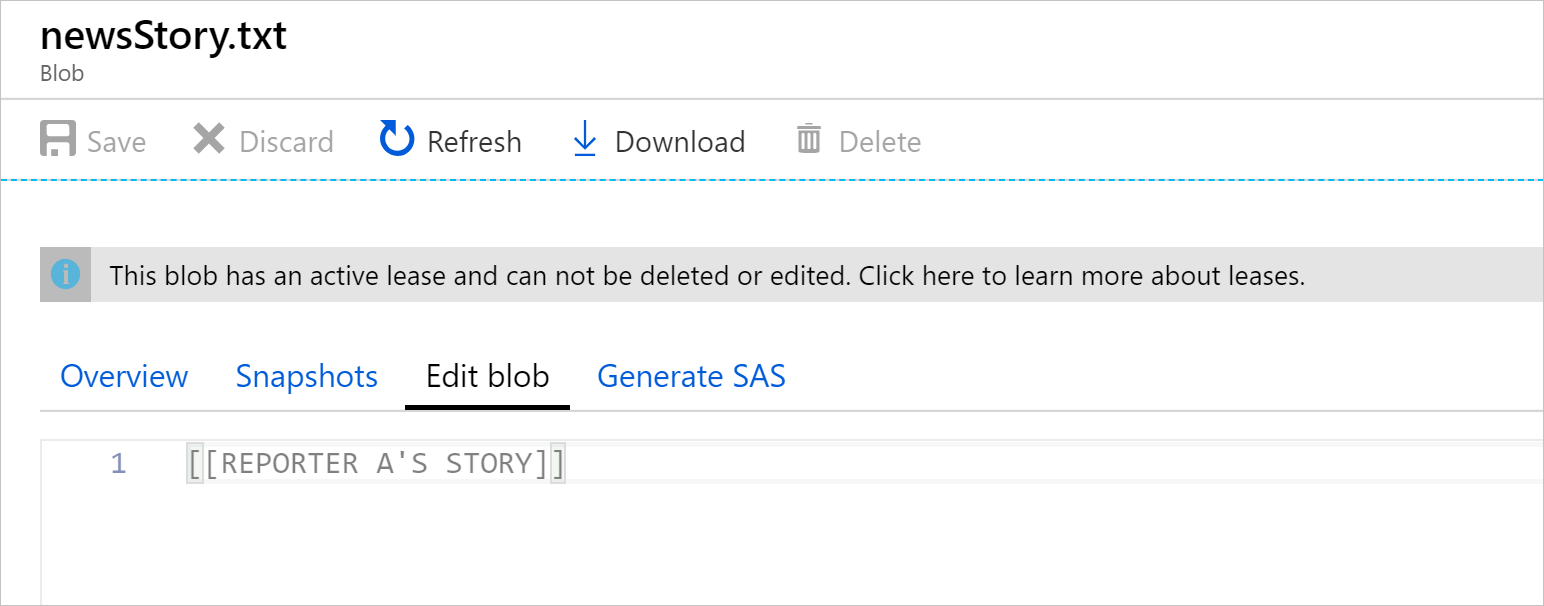 newsStory.txt
Blob
Save Discard Refresh Download Delete
This blob has an active lease and can not be deleted or edited. Click here to learn more about leases.
Overview Snapshots Edit blob Generate SAS
1 [[REPORTER A'S STORY]]